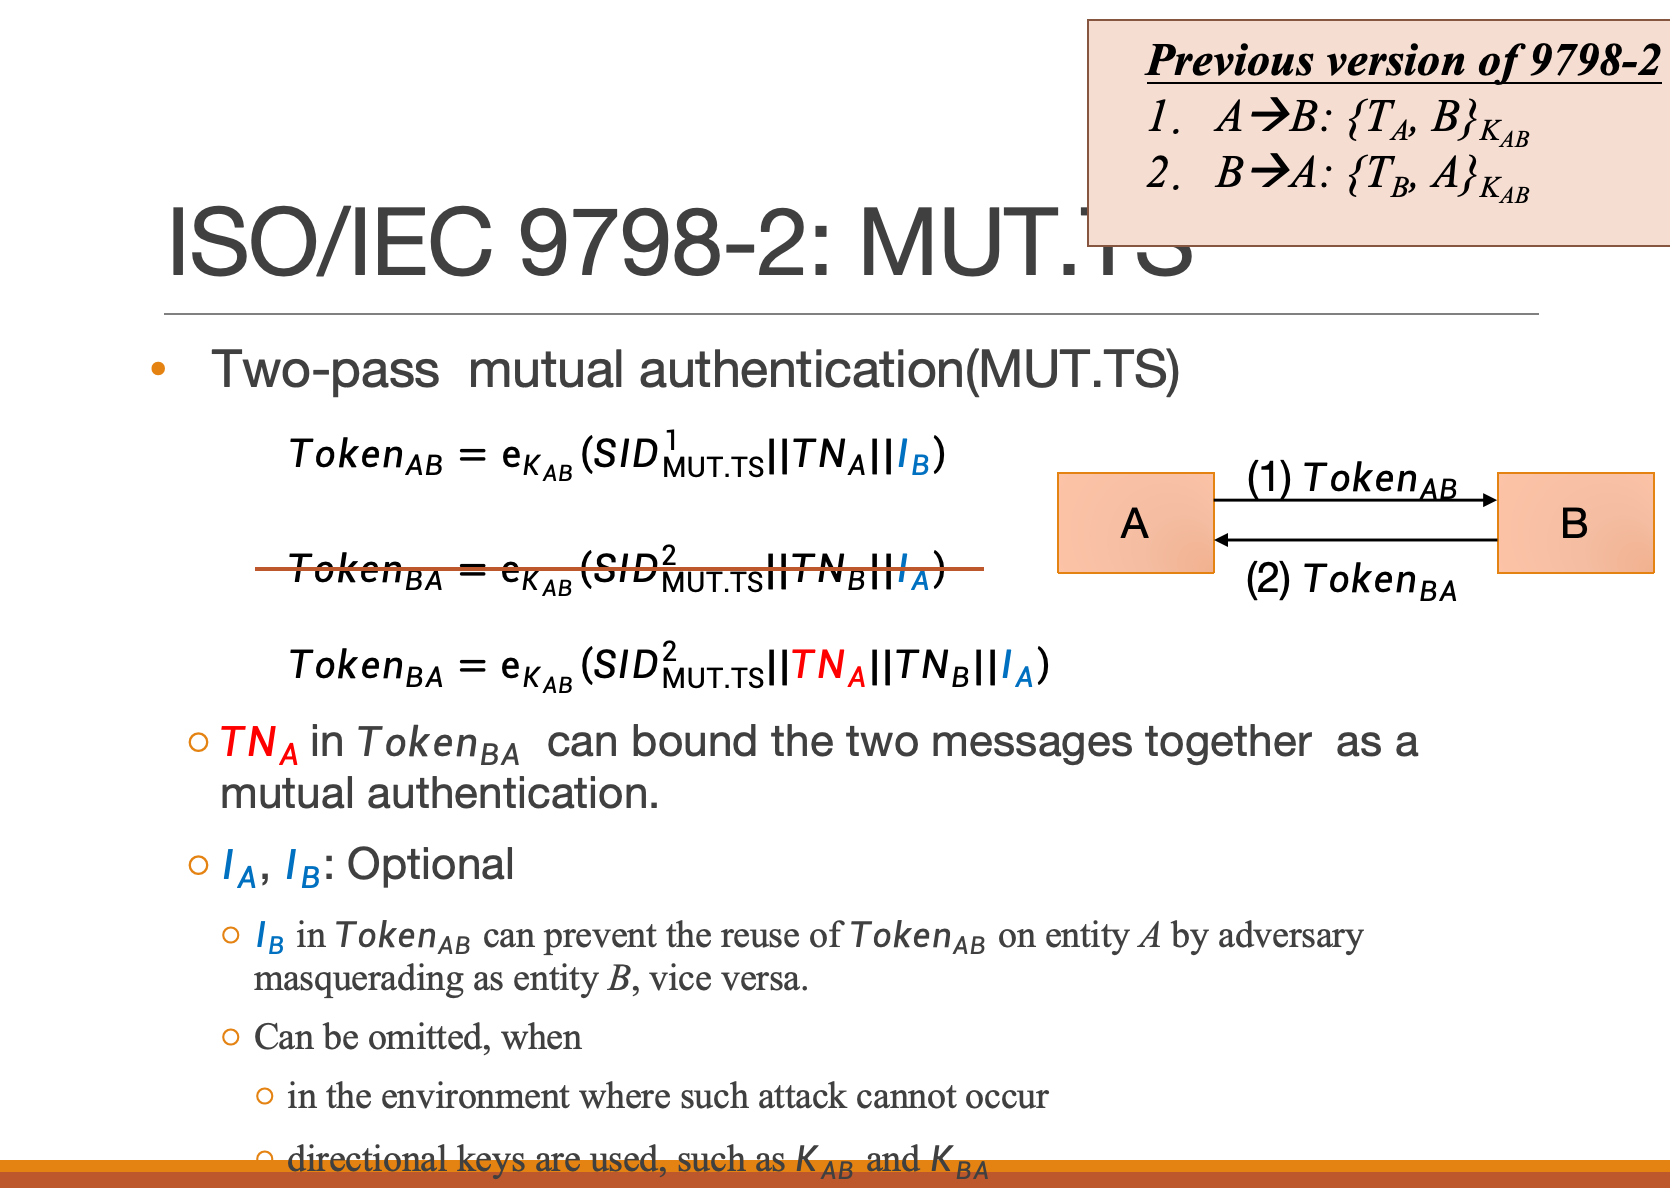 Previous version of 9798-2
1. A→B: {T_A, B}_{K_{AB}}
2. B→A: {T_B, A}_{K_{AB}}
ISO/IEC 9798-2: MUT.TS
• Two-pass mutual authentication(MUT.TS)
Token_{AB} = e_{K_{AB}}(SID^1_{MUT.TS}||TN_A||I_B)
Token_{BA} = e_{K_{AB}}(SID^2_{MUT.TS}||TN_B||I_A)
Token_{BA} = e_{K_{AB}}(SID^2_{MUT.TS}||TN_A||TN_B||I_A)
A
(1) Token_{AB}
B
(2) Token_{BA}
○ TN_A in Token_{BA} can bound the two messages together as a
mutual authentication.
○ I_A, I_B: Optional
○ I_B in Token_{AB} can prevent the reuse of Token_{AB} on entity A by adversary
masquerading as entity B, vice versa.
○ Can be omitted, when
○ in the environment where such attack cannot occur
○ directional keys are used, such as K_{AB} and K_{BA}